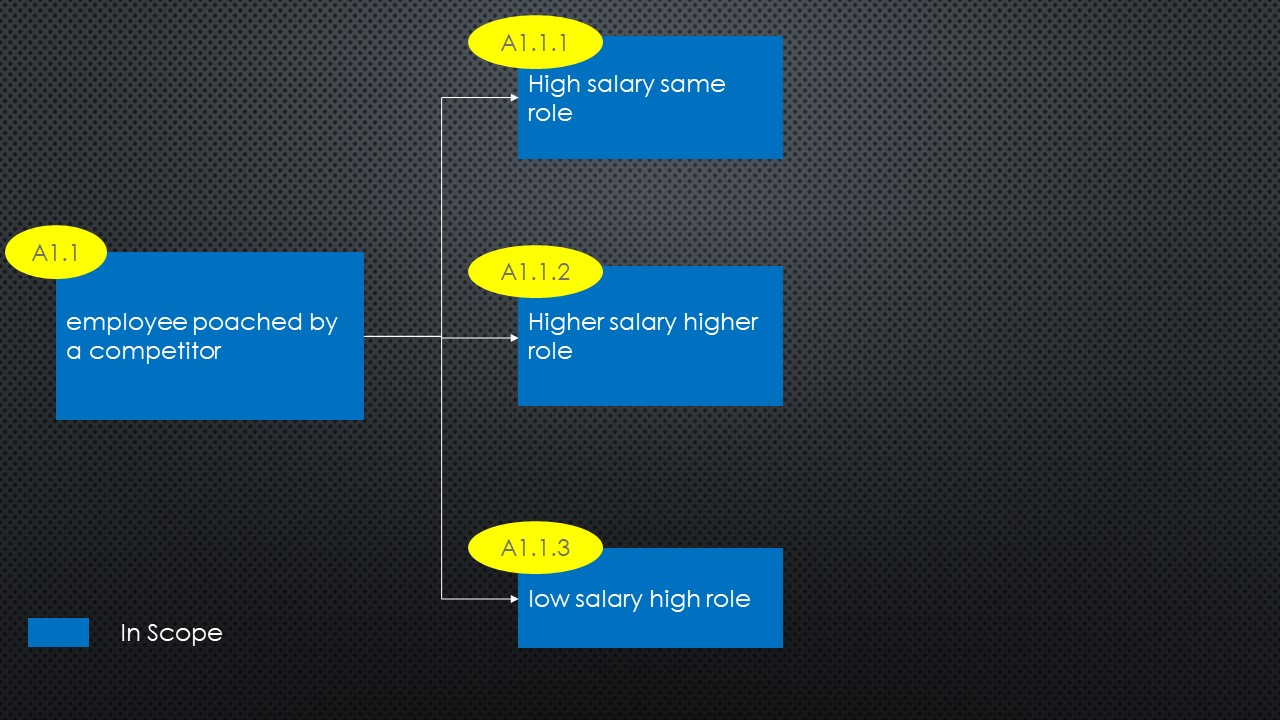 A1.1.1
High salary same
role
A1.1
employee poached by
a competitor
A1.1.2
Higher salary higher
role
A1.1.3
low salary high role
In Scope